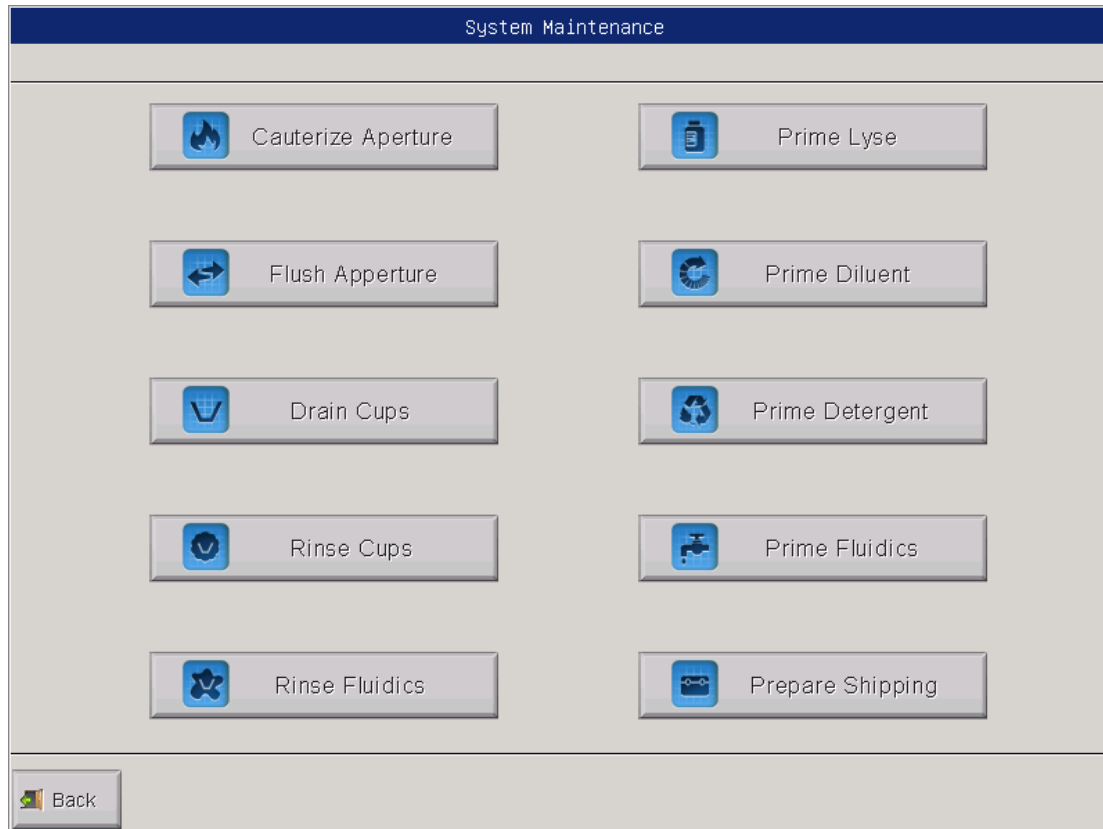 System Maintenance
Cauterize Aperture
Prime Lyse
Flush Apperture
Prime Diluent
Drain Cups
Prime Detergent
Rinse Cups
Prime Fluidics
Rinse Fluidics
Prepare Shipping
Back